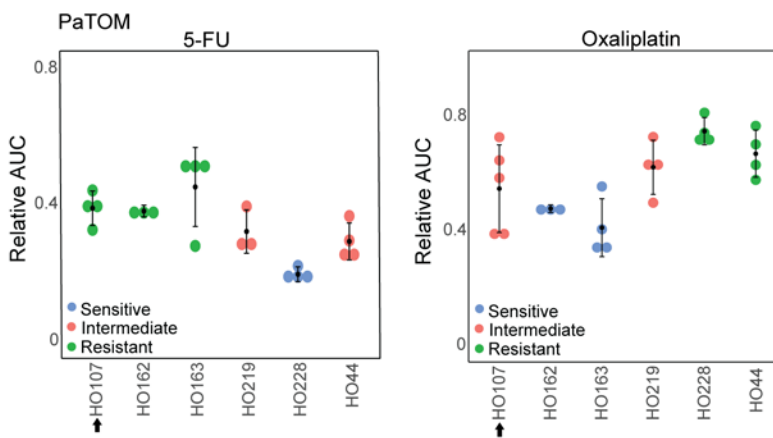 PaTOM
5-FU
Relative AUC
0.8
0.4
0
Sensitive
Intermediate
Resistant
HO107
HO162
HO163
HO219
HO228
HO44
Oxaliplatin
Relative AUC
0.8
0.4
0
Sensitive
Intermediate
Resistant
HO107
HO162
HO163
HO219
HO228
HO44